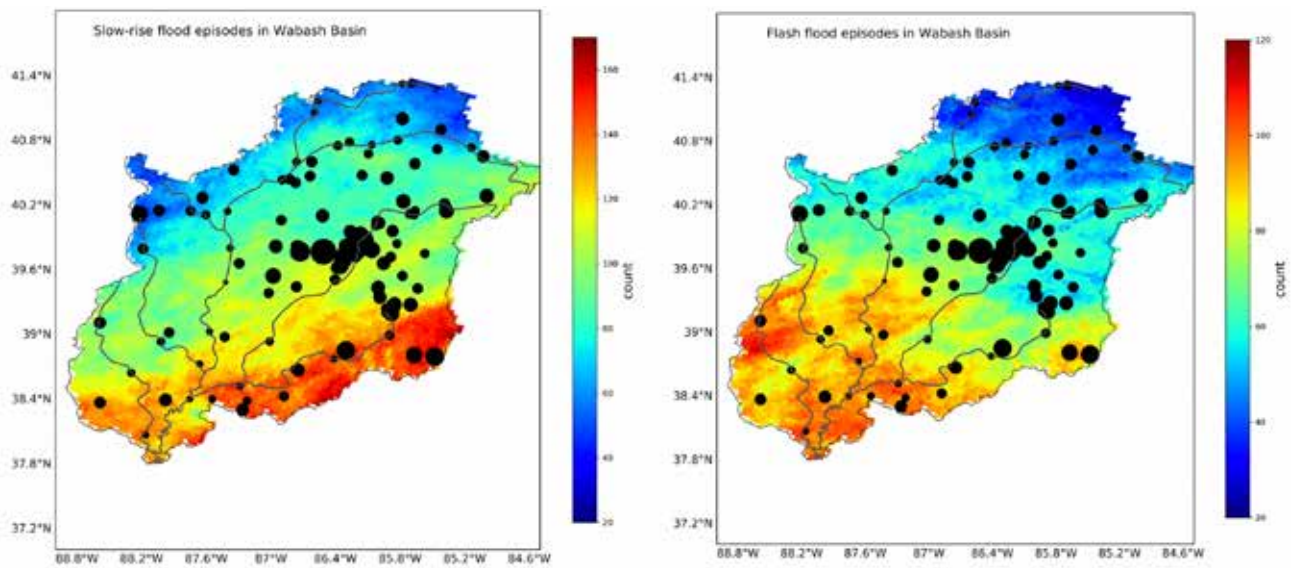 Slow-rise flood episodes in Wabash Basin
41.4°N
40.8°N
40.2°N
39.6°N
39°N
38.4°N
37.8°N
37.2°N
88.8°W 88.2°W 87.6°W 87°W 86.4°W 85.8°W 85.2°W 84.6°W
160
140
120
100
80
60
40
20
count
Flash flood episodes in Wabash Basin
41.4°N
40.8°N
40.2°N
39.6°N
39°N
38.4°N
37.8°N
37.2°N
88.8°W 88.2°W 87.6°W 87°W 86.4°W 85.8°W 85.2°W 84.6°W
120
100
80
60
40
20
count